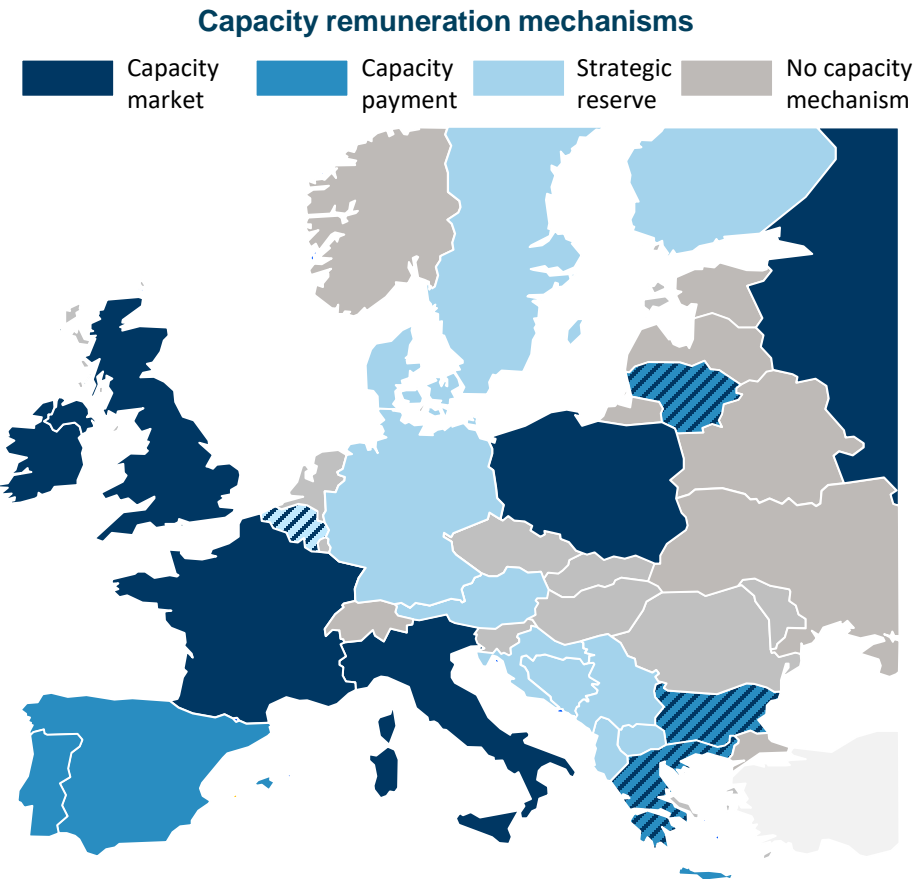 Capacity remuneration mechanisms
Capacity
market
Capacity
payment
Strategic
reserve
No capacity
mechanism